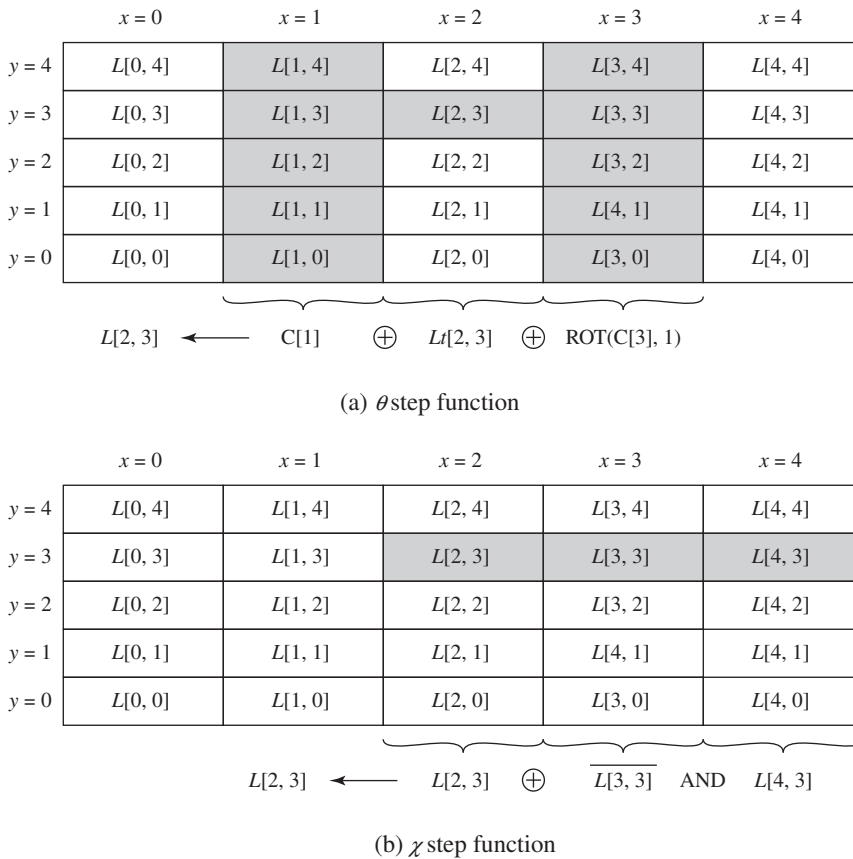 x = 0 x = 1 x = 2 x = 3 x = 4
y = 4 L[0, 4] L[1, 4] L[2, 4] L[3, 4] L[4, 4]
y = 3 L[0, 3] L[1, 3] L[2, 3] L[3, 3] L[4, 3]
y = 2 L[0, 2] L[1, 2] L[2, 2] L[3, 2] L[4, 2]
y = 1 L[0, 1] L[1, 1] L[2, 1] L[4, 1] L[4, 1]
y = 0 L[0, 0] L[1, 0] L[2, 0] L[3, 0] L[4, 0]
L[2, 3] ← C[1] ⊕ Lt[2, 3] ⊕ ROT(C[3], 1)
(a) θ step function
x = 0 x = 1 x = 2 x = 3 x = 4
y = 4 L[0, 4] L[1, 4] L[2, 4] L[3, 4] L[4, 4]
y = 3 L[0, 3] L[1, 3] L[2, 3] L[3, 3] L[4, 3]
y = 2 L[0, 2] L[1, 2] L[2, 2] L[3, 2] L[4, 2]
y = 1 L[0, 1] L[1, 1] L[2, 1] L[4, 1] L[4, 1]
y = 0 L[0, 0] L[1, 0] L[2, 0] L[3, 0] L[4, 0]
L[2, 3] ← L[2, 3] ⊕ L̅[̅3̅,̅ ̅3̅]̅ AND L[4, 3]
(b) χ step function